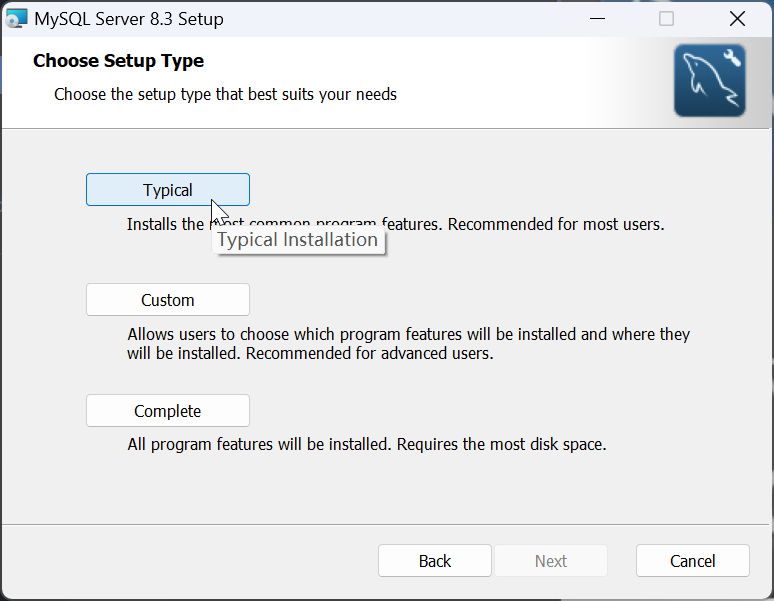 MySQL Server 8.3 Setup
Choose Setup Type
Choose the setup type that best suits your needs
Typical
Installs the most common program features. Recommended for most users.
Typical Installation
Custom
Allows users to choose which program features will be installed and where they
will be installed. Recommended for advanced users.
Complete
All program features will be installed. Requires the most disk space.
Back Next Cancel